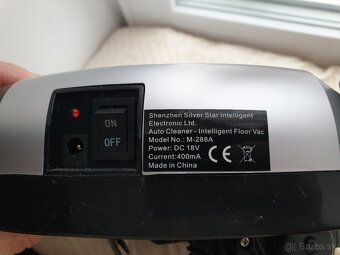 Shenzhen Silver Star Intelligent
Electronic Ltd.
Auto Cleaner - Intelligent Floor Vac
Model No.: M-288A
Power: DC 18V
Current:400mA
Made in China
CE
ON
OFF
bazos.sk